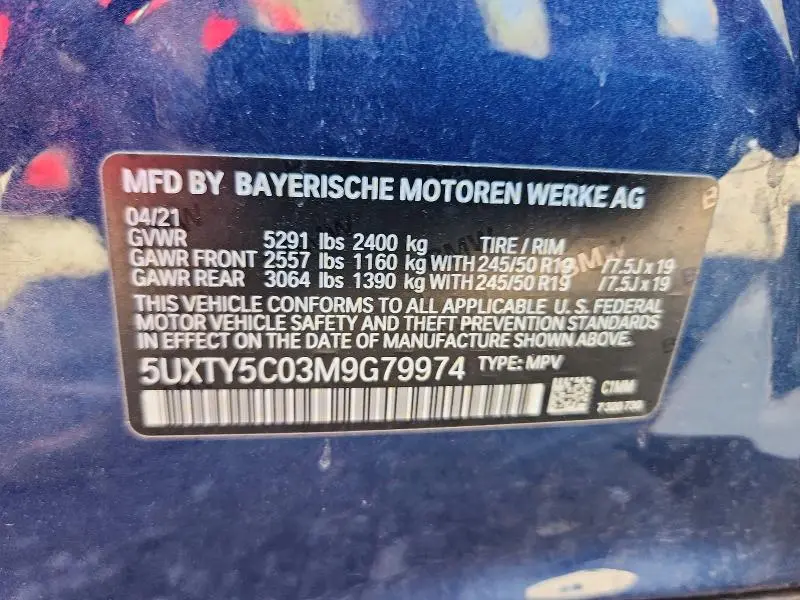 MFD BY BAYERISCHE MOTOREN WERKE AG
04/21
GVWR 5291 lbs 2400 kg TIRE / RIM
GAWR FRONT 2557 lbs 1160 kg WITH 245/50 R19 /7.5J x 19
GAWR REAR 3064 lbs 1390 kg WITH 245/50 R19 /7.5J x 19
THIS VEHICLE CONFORMS TO ALL APPLICABLE U. S. FEDERAL
MOTOR VEHICLE SAFETY AND THEFT PREVENTION STANDARDS
IN EFFECT ON THE DATE OF MANUFACTURE SHOWN ABOVE.
5UXTY5C03M9G79974 TYPE: MPV
C1MM